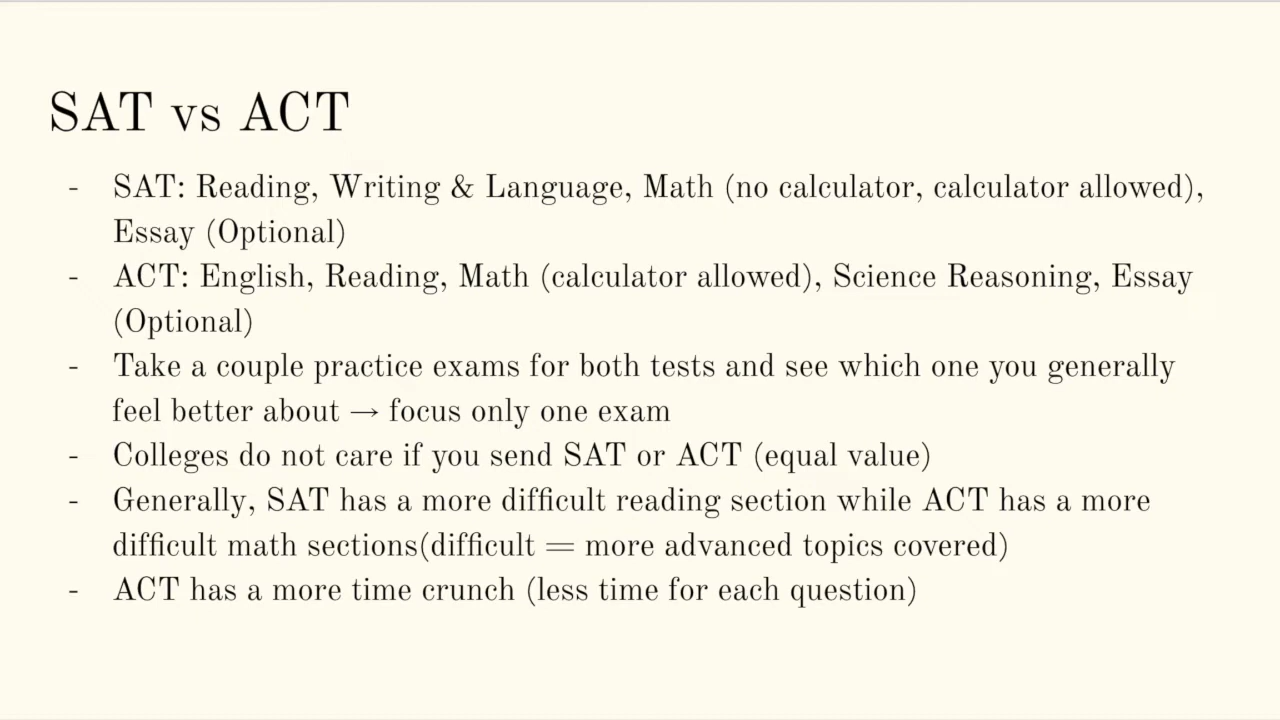 SAT vs ACT
- SAT: Reading, Writing & Language, Math (no calculator, calculator allowed),
Essay (Optional)
- ACT: English, Reading, Math (calculator allowed), Science Reasoning, Essay
(Optional)
- Take a couple practice exams for both tests and see which one you generally
feel better about → focus only one exam
- Colleges do not care if you send SAT or ACT (equal value)
- Generally, SAT has a more difficult reading section while ACT has a more
difficult math sections(difficult = more advanced topics covered)
- ACT has a more time crunch (less time for each question)